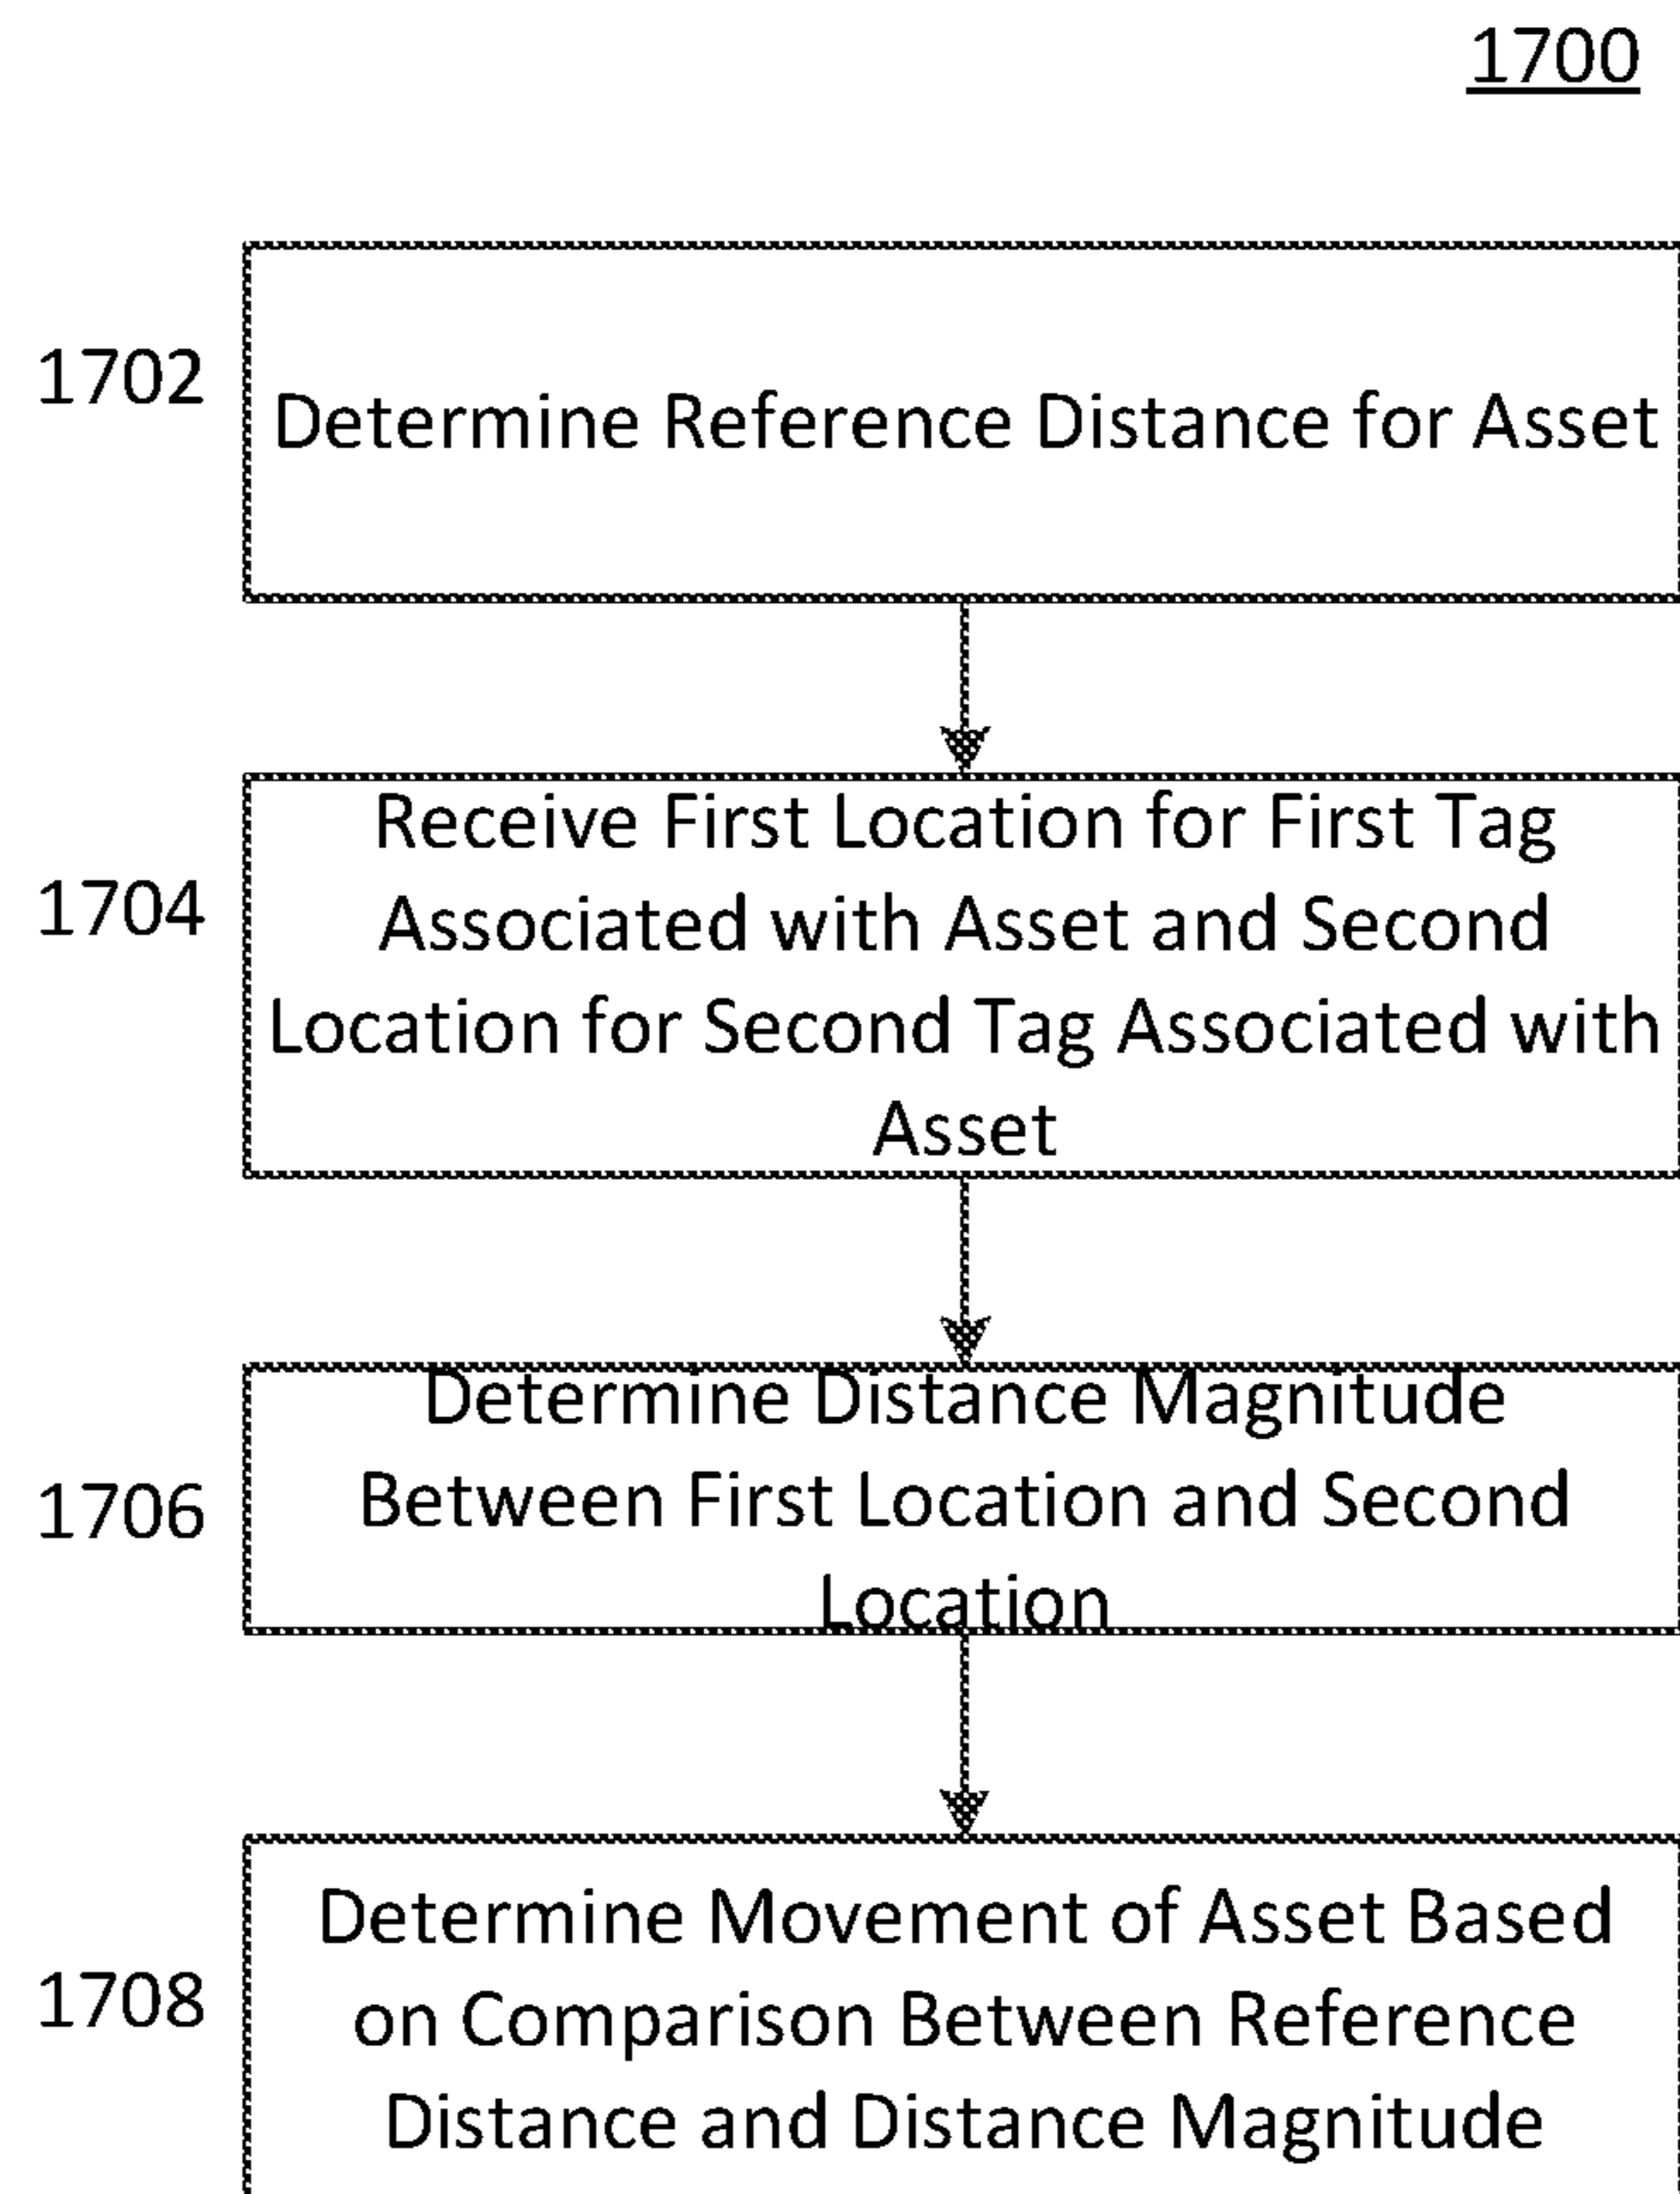 1700
1702
Determine Reference Distance for Asset
1704
Receive First Location for First Tag
Associated with Asset and Second
Location for Second Tag Associated with
Asset
1706
Determine Distance Magnitude
Between First Location and Second
Location
1708
Determine Movement of Asset Based
on Comparison Between Reference
Distance and Distance Magnitude